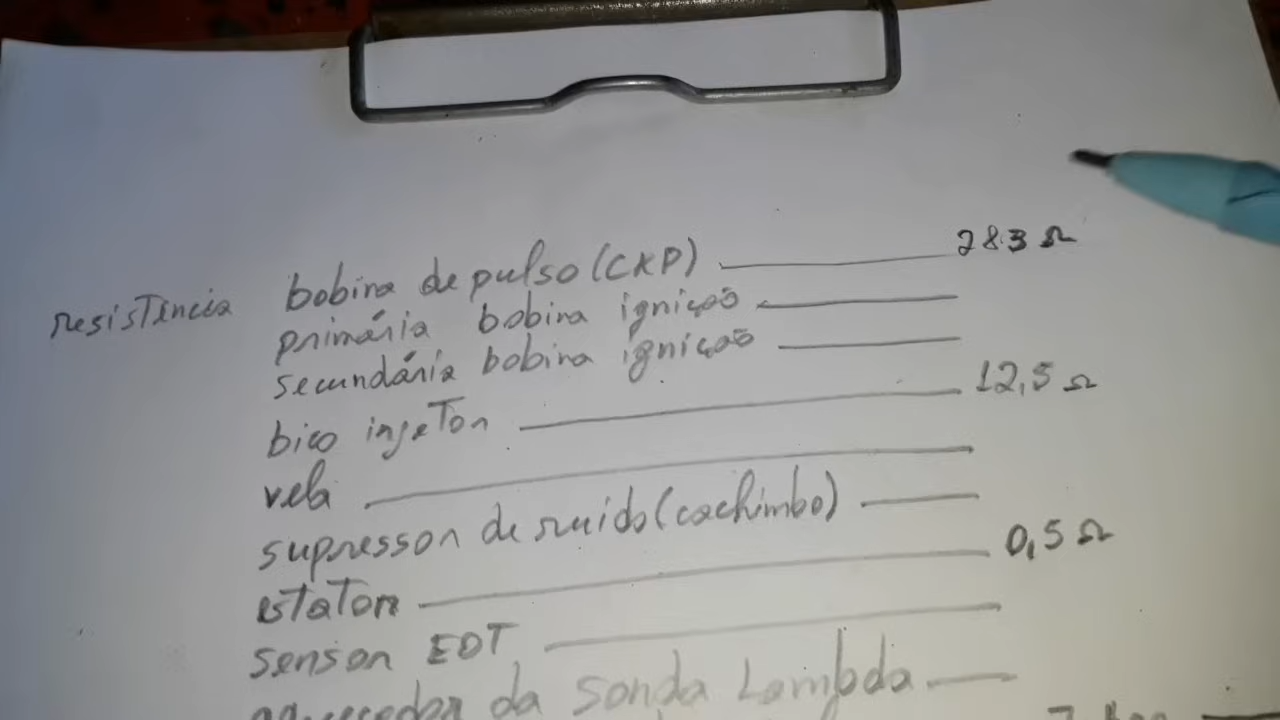 resistência bobina de pulso (CKP) 283 Ω
primária bobina ignição
secundária bobina ignição
bico injetor 12,5 Ω
vela
supressor de ruido (cachimbo)
estator 0,5 Ω
sensor EOT
aquecedor da sonda Lambda